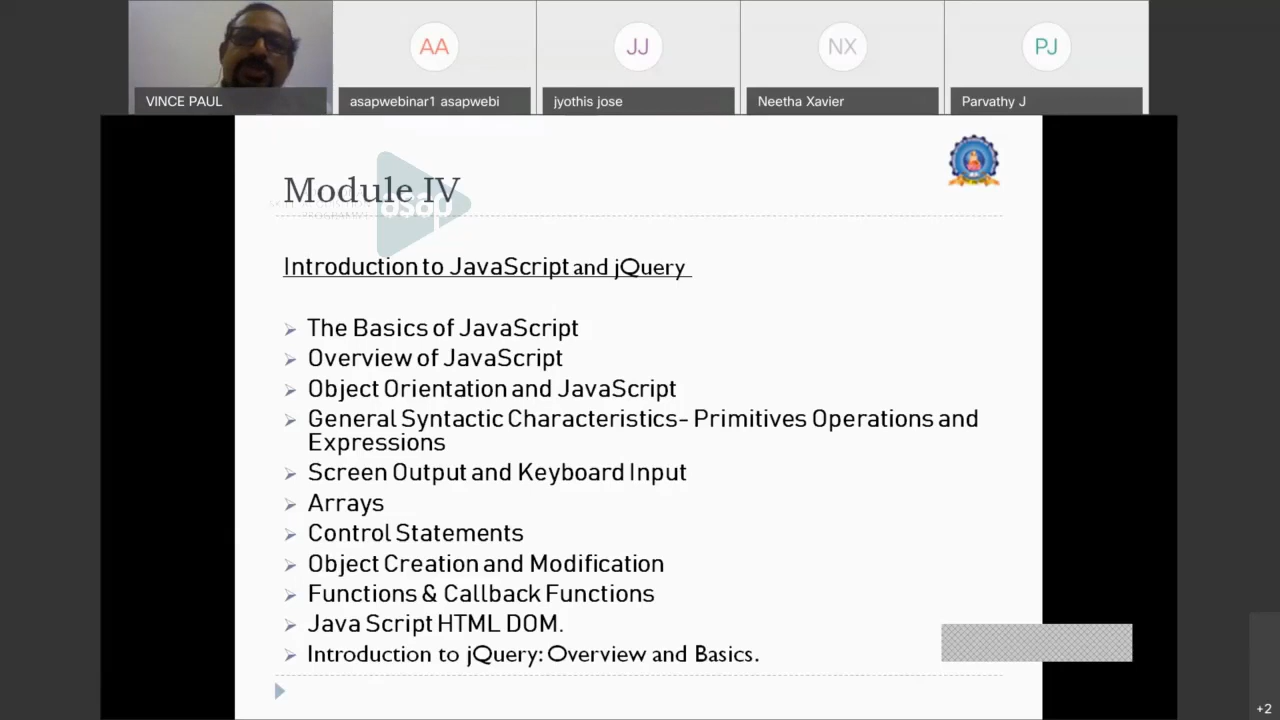 AA
JJ
NX
PJ
VINCE PAUL
asapwebinar1 asapwebi
jyothis jose
Neetha Xavier
Parvathy J
Module IV
asap
Introduction to JavaScript and jQuery
The Basics of JavaScript
Overview of JavaScript
Object Orientation and JavaScript
General Syntactic Characteristics- Primitives Operations and
Expressions
Screen Output and Keyboard Input
Arrays
Control Statements
Object Creation and Modification
Functions & Callback Functions
Java Script HTML DOM.
Introduction to jQuery: Overview and Basics.
+2